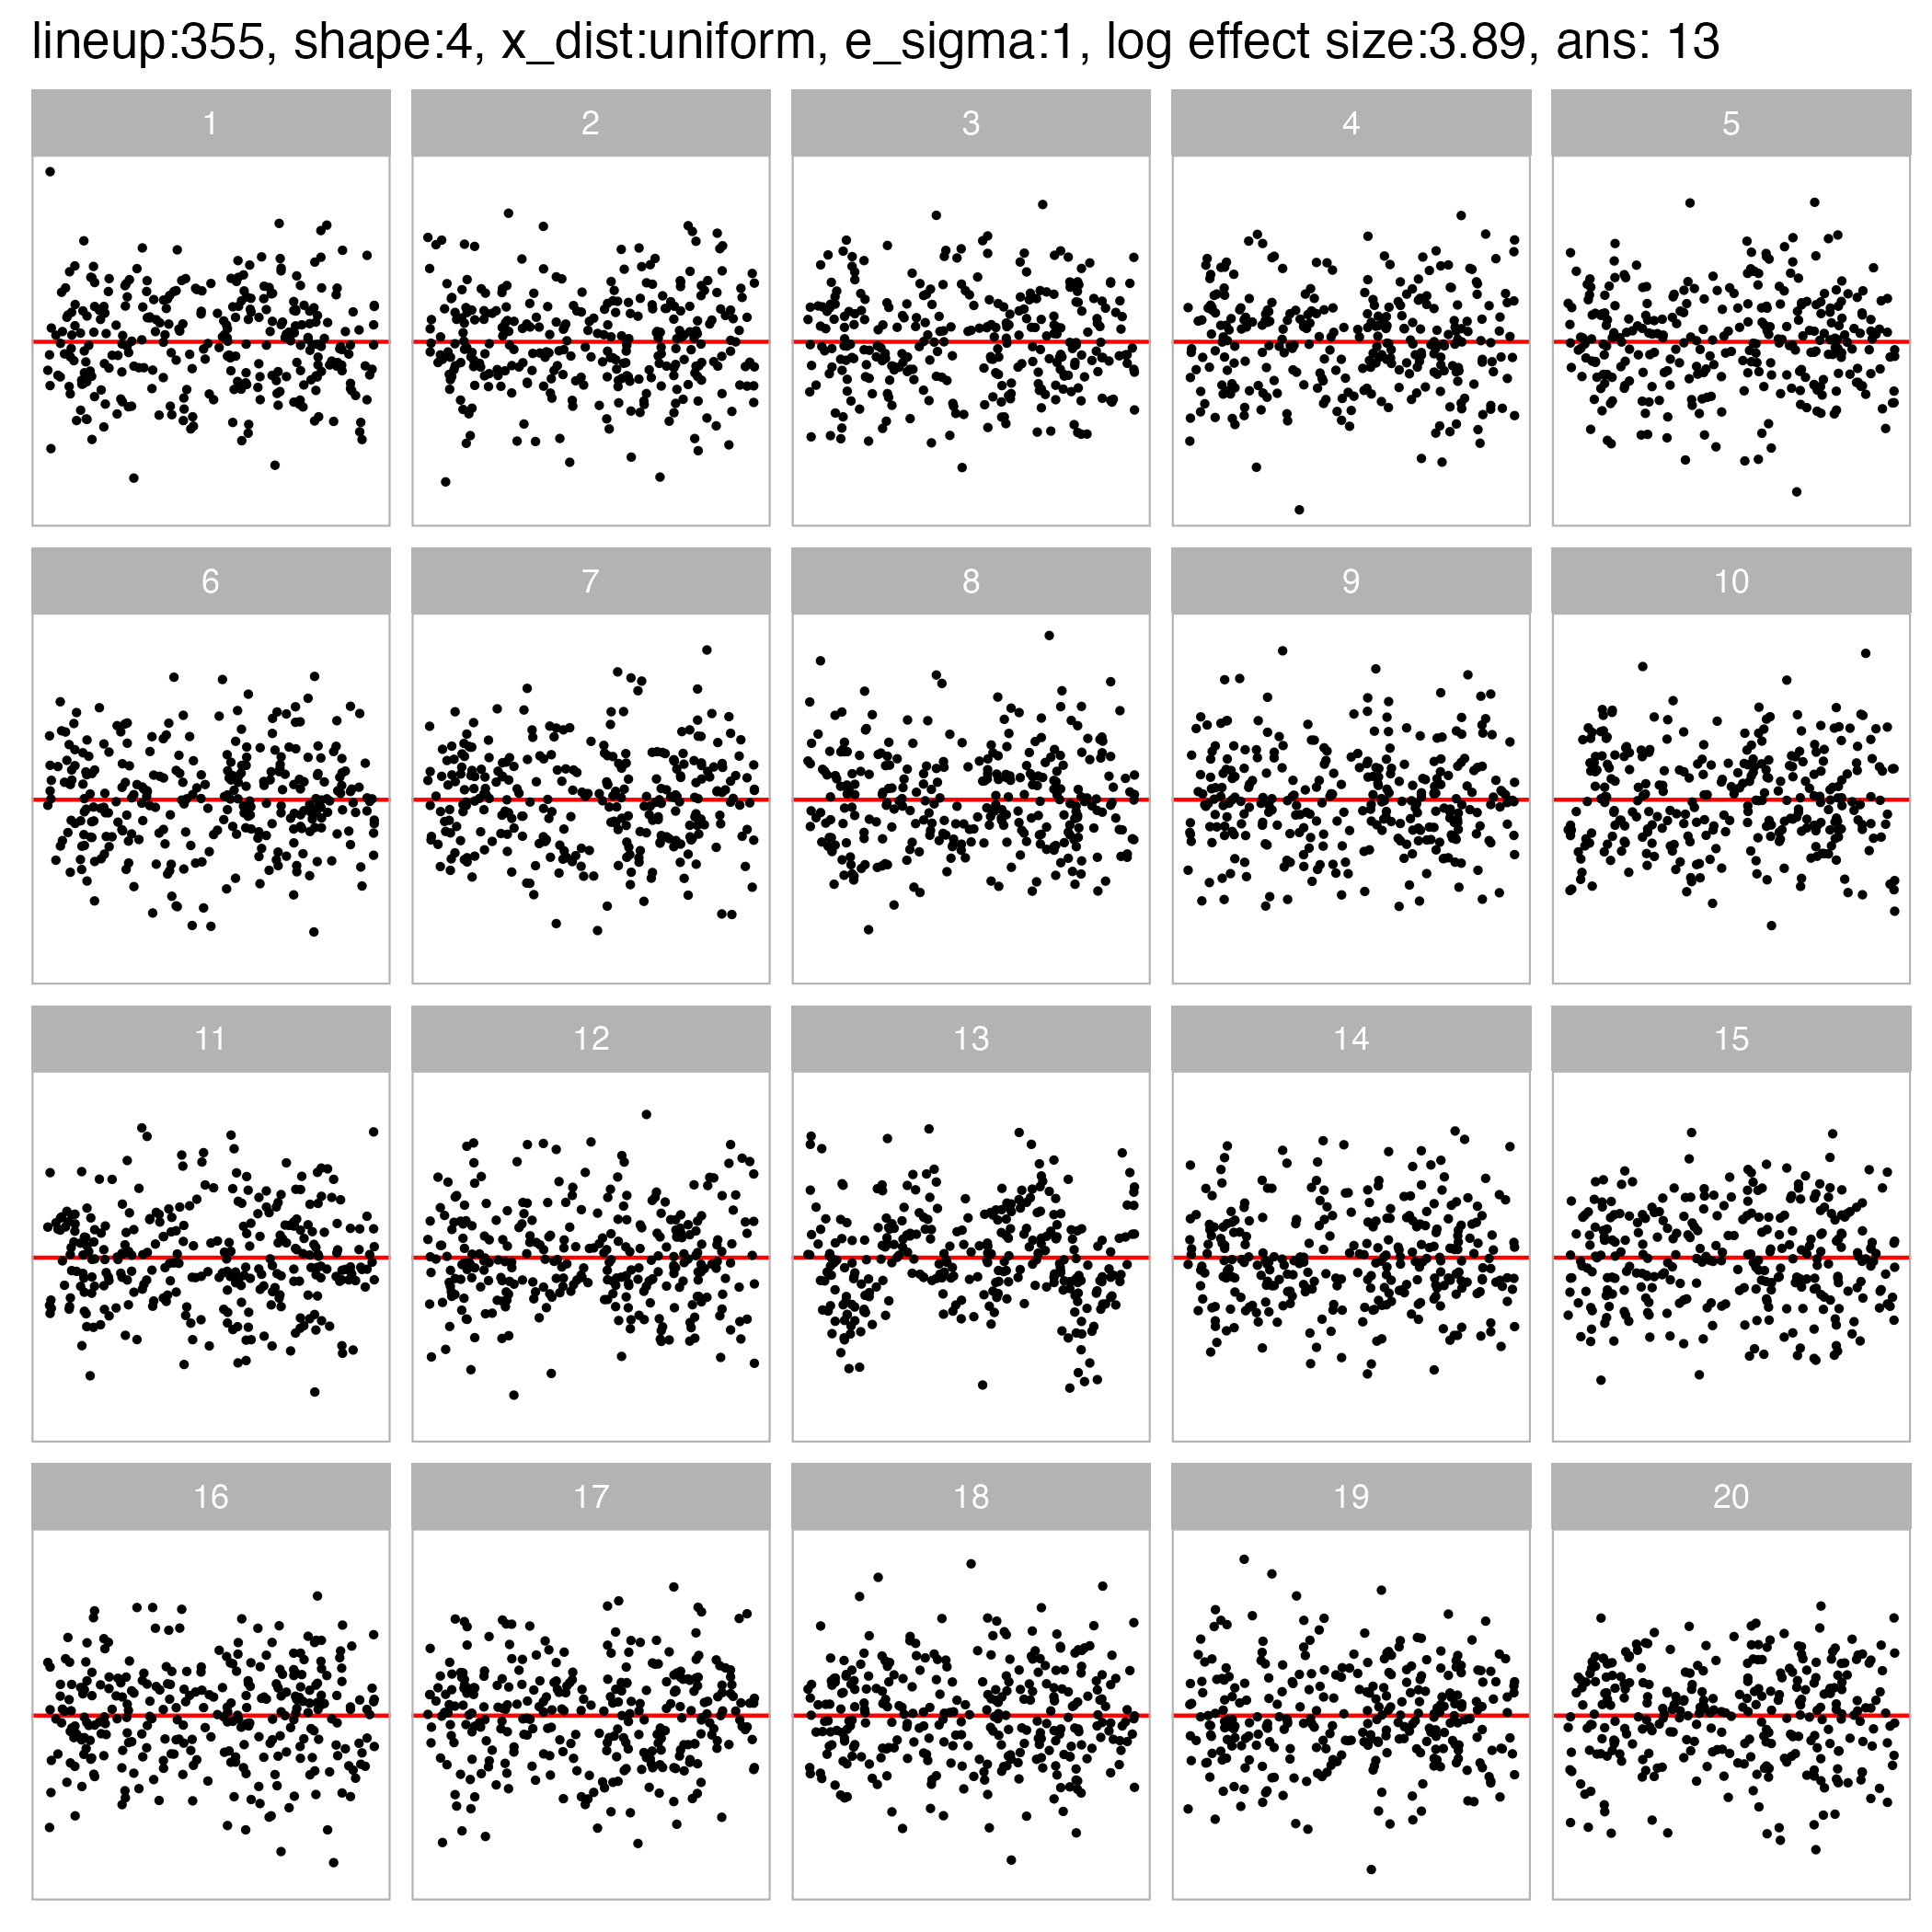 lineup:355, shape:4, x_dist:uniform, e_sigma:1, log effect size:3.89, ans: 13
1 2 3 4 5
6 7 8 9 10
11 12 13 14 15
16 17 18 19 20